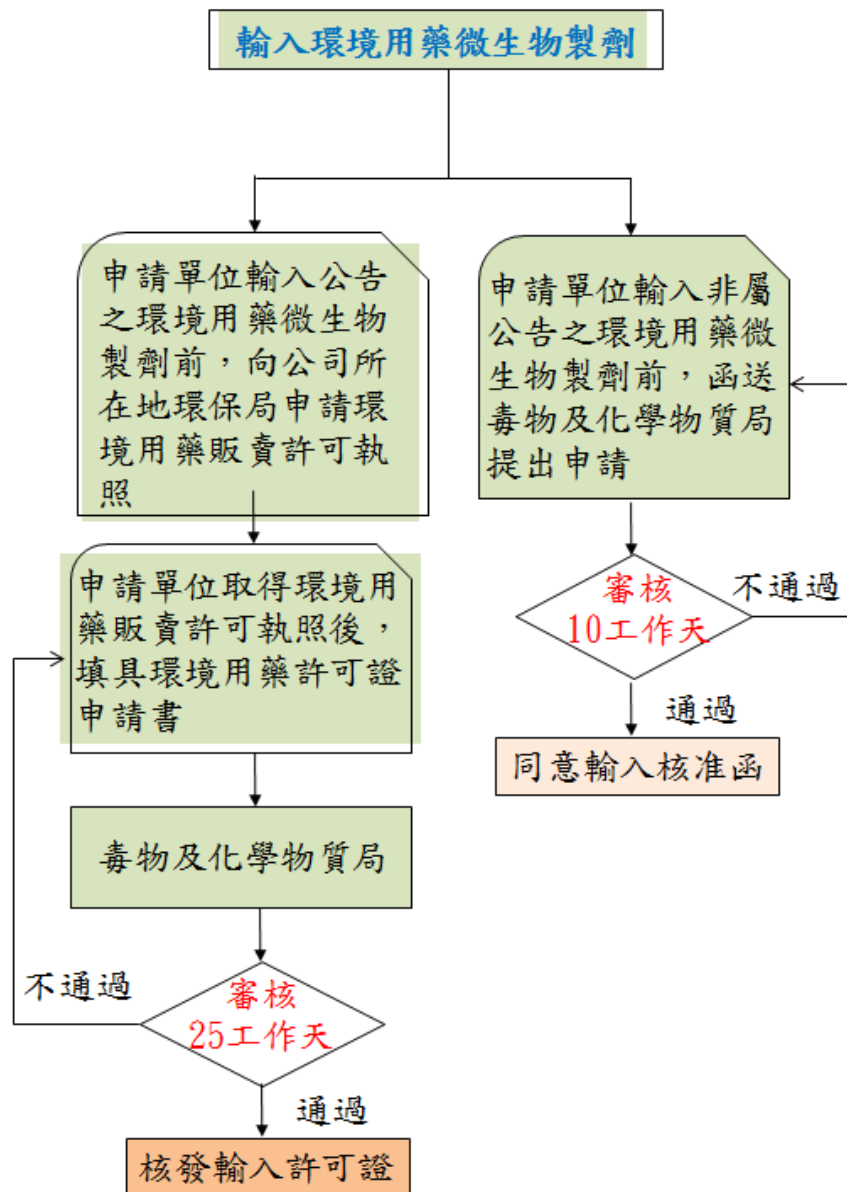 輸入環境用藥微生物製劑
申請單位輸入公告
之環境用藥微生物
製劑前，向公司所
在地環保局申請環
境用藥販賣許可執
照
申請單位取得環境用
藥販賣許可執照後，
填具環境用藥許可證
申請書
毒物及化學物質局
不通過
審核
25工作天
通過
核發輸入許可證
申請單位輸入非屬
公告之環境用藥微
生物製劑前，函送
毒物及化學物質局
提出申請
審核
10工作天
不通過
通過
同意輸入核准函